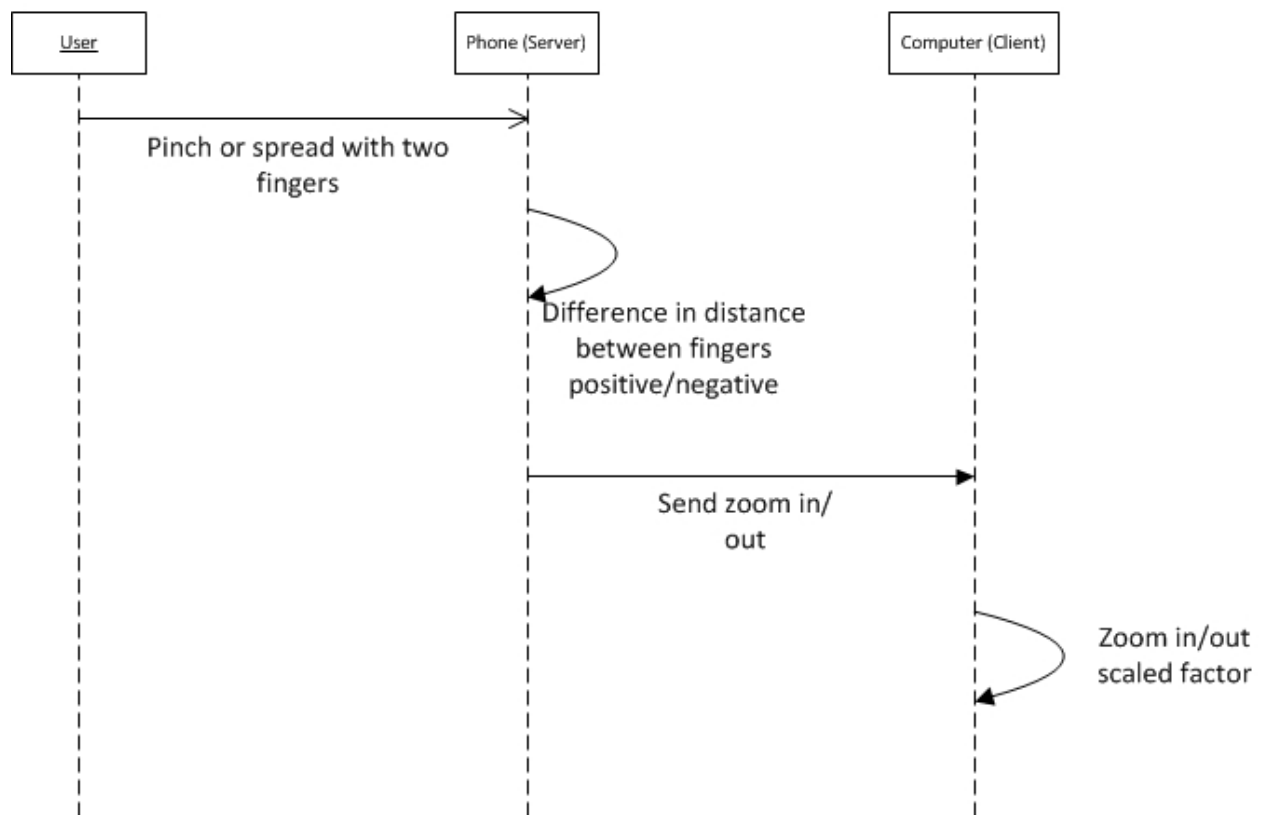 User
Phone (Server)
Computer (Client)
Pinch or spread with two
fingers
Difference in distance
between fingers
positive/negative
Send zoom in/
out
Zoom in/out
scaled factor